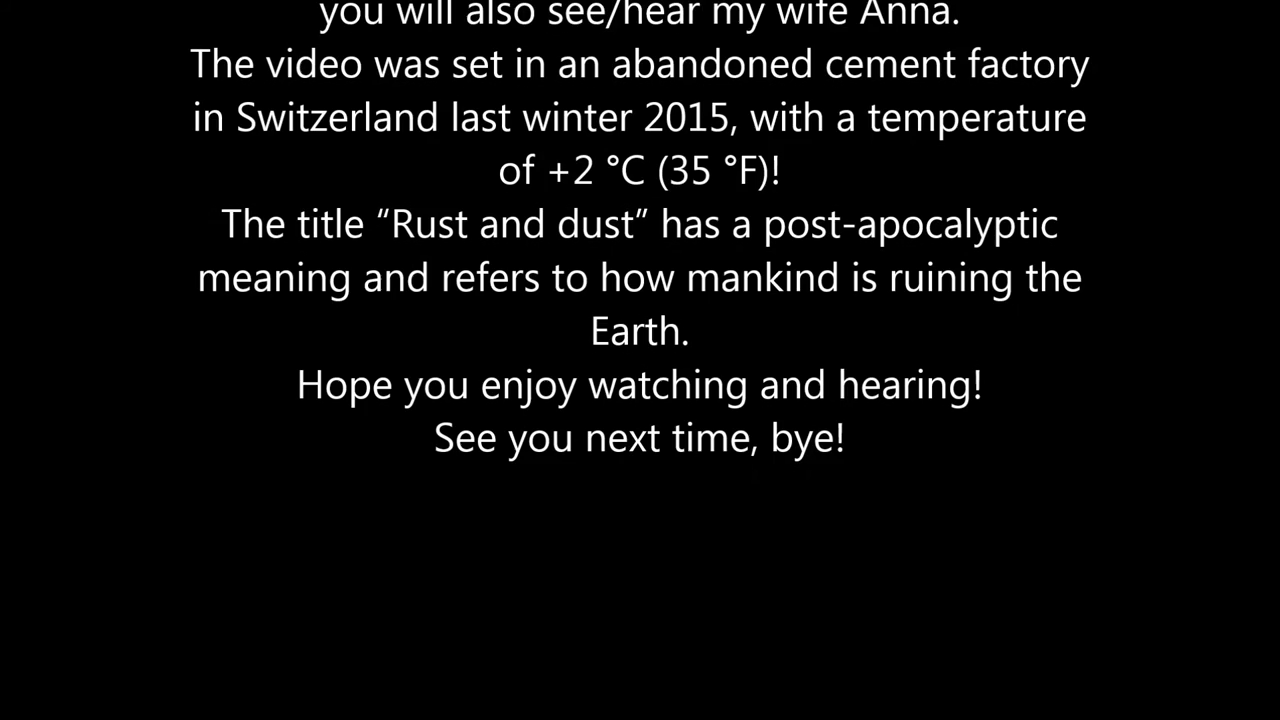 you will also see/hear my wife Anna.
The video was set in an abandoned cement factory
in Switzerland last winter 2015, with a temperature
of +2 °C (35 °F)!
The title “Rust and dust” has a post-apocalyptic
meaning and refers to how mankind is ruining the
Earth.
Hope you enjoy watching and hearing!
See you next time, bye!